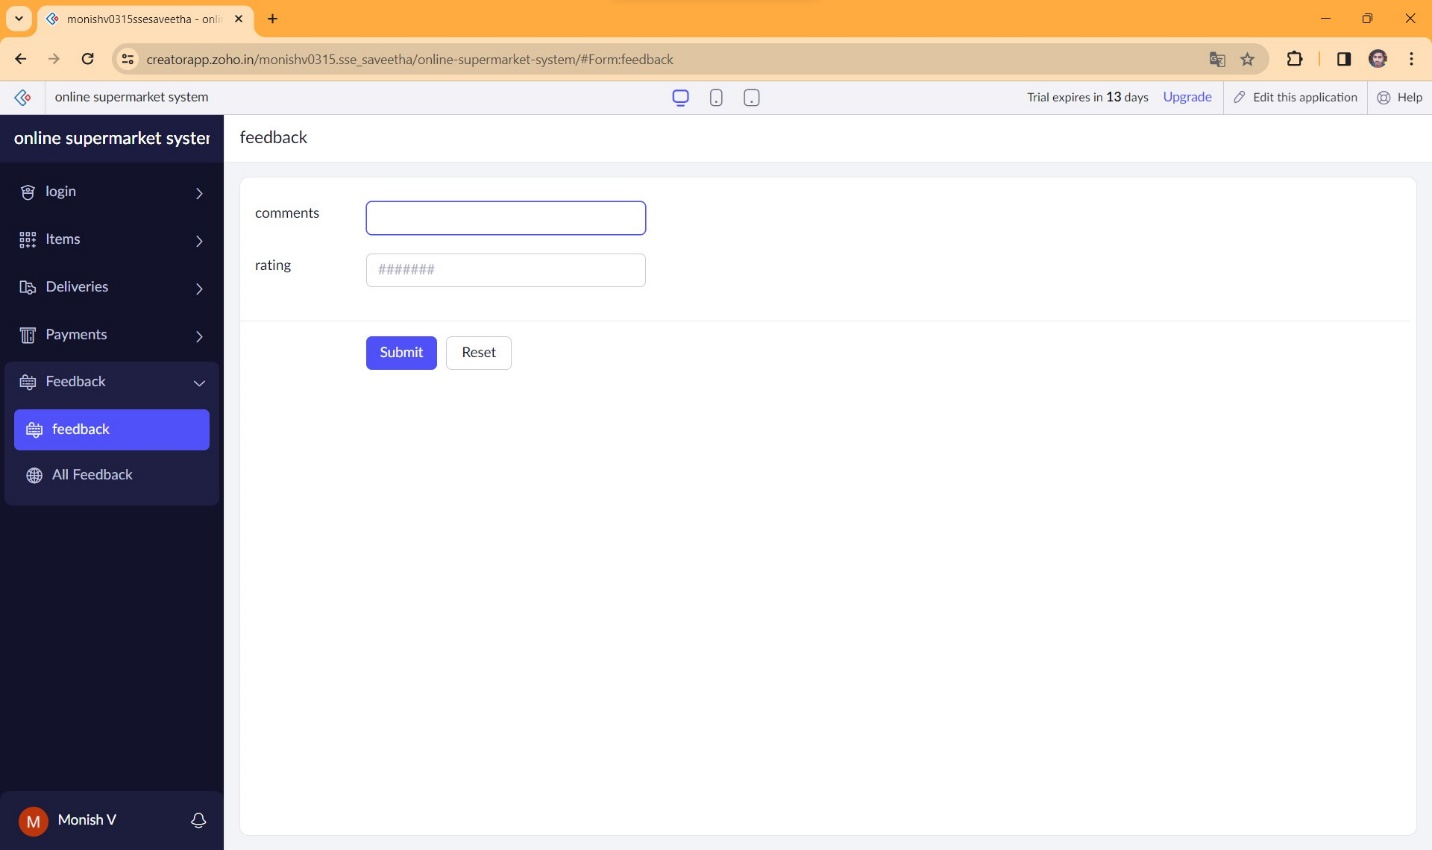 monishv0315ssesaveetha - onli
creatorapp.zoho.in/monishv0315.sse_saveetha/online-supermarket-system/#Form:feedback
online supermarket system
Trial expires in 13 days Upgrade Edit this application Help
online supermarket syster
feedback
login
Items
Deliveries
Payments
Feedback
feedback
All Feedback
comments
rating
#######
Submit Reset
M Monish V